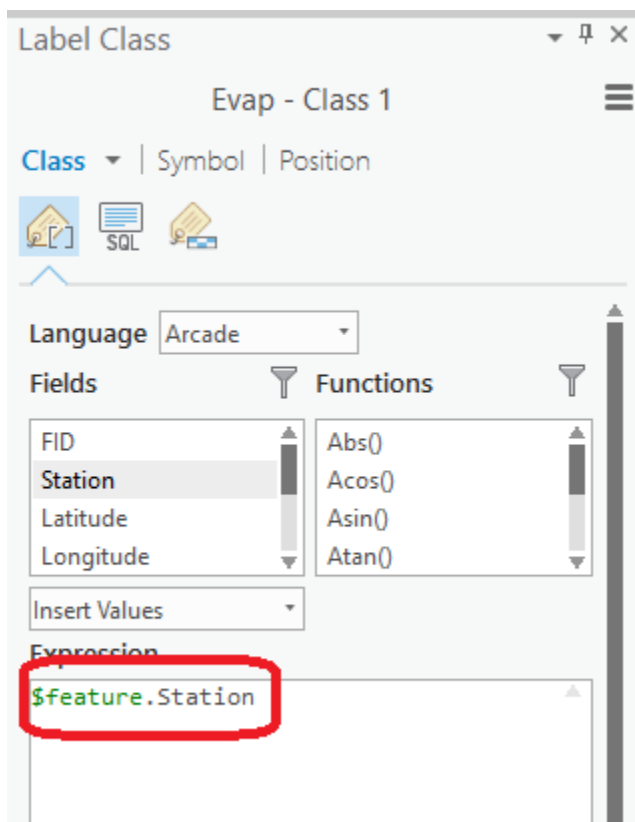 Label Class
Evap - Class 1
Class | Symbol | Position
SQL
Language Arcade
Fields Functions
FID Abs()
Station Acos()
Latitude Asin()
Longitude Atan()
Insert Values
Expression
$feature.Station